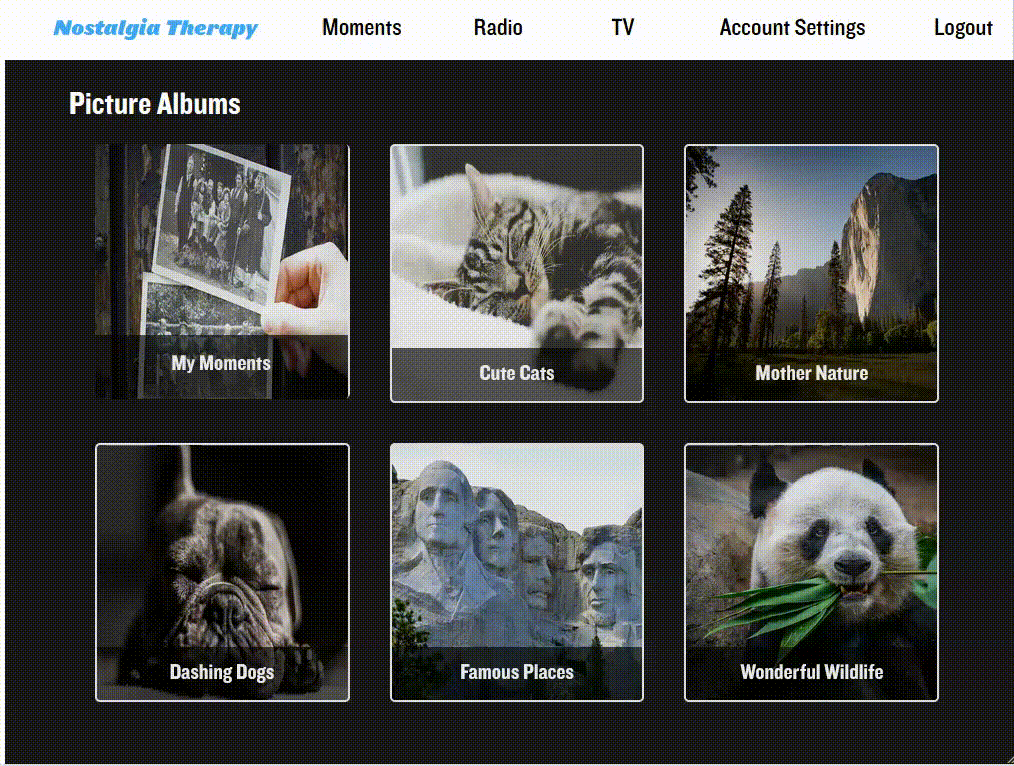 Nostalgia Therapy Moments Radio TV Account Settings Logout
Picture Albums
My Moments
Cute Cats
Mother Nature
Dashing Dogs
Famous Places
Wonderful Wildlife